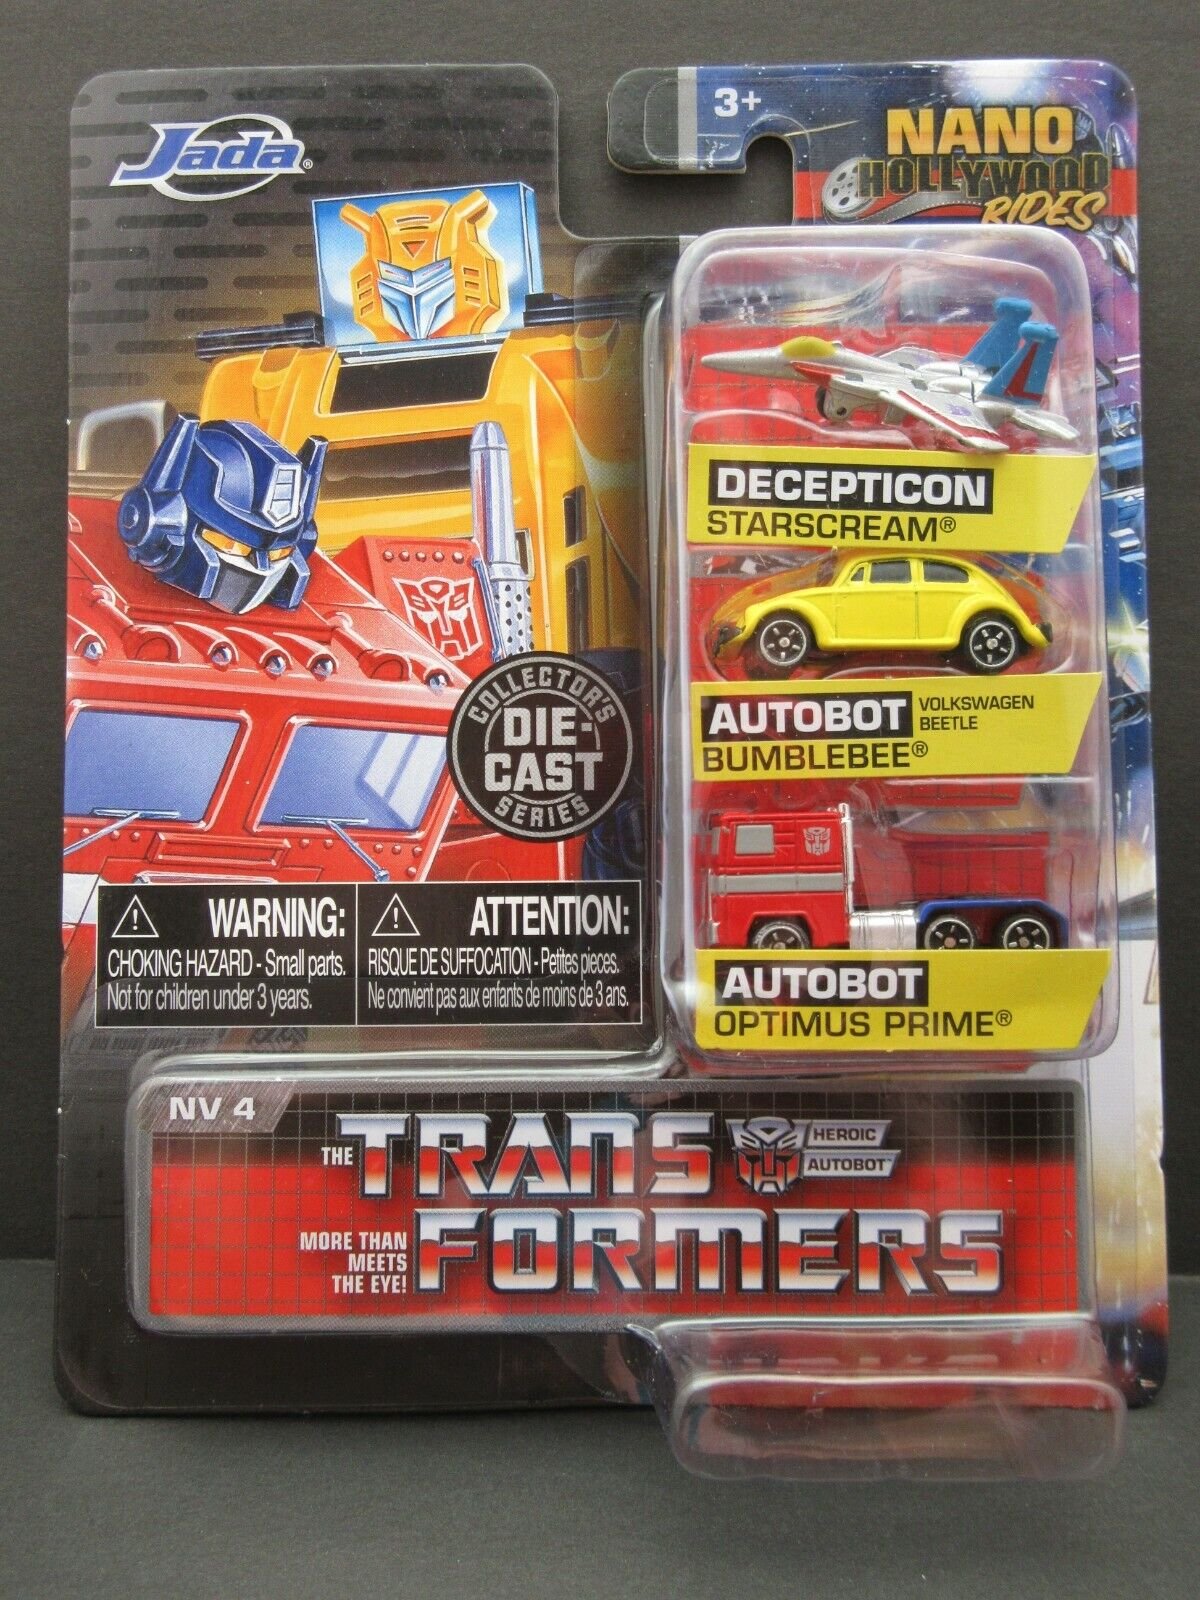 Jada®
3+
NANO
HOLLYWOOD
RIDES
DECEPTICON
STARSCREAM®
AUTOBOT
VOLKSWAGEN
BEETLE
BUMBLEBEE®
AUTOBOT
OPTIMUS PRIME®
COLLECTOR'S
DIE-
CAST
SERIES
WARNING:
CHOKING HAZARD - Small parts.
Not for children under 3 years.
ATTENTION:
RISQUE DE SUFFOCATION - Petites pieces.
Ne convient pas aux enfants de moins de 3 ans.
NV 4
THE
TRANS
HEROIC
AUTOBOT™
FORMERS™
MORE THAN
MEETS
THE EYE!